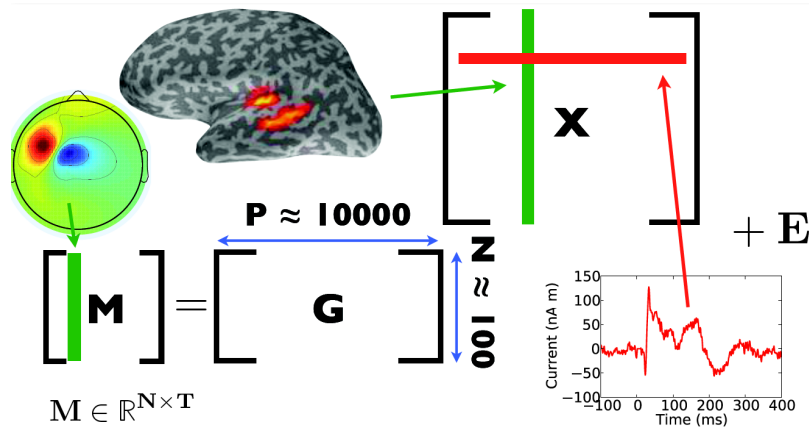 X
P ≈ 10000
+ E
M
=
G
N ≈ 100
M ∈ ℝ^{N×T}
Current (nA m)
150
100
50
0
−50
−100
−100 0 100 200 300 400
Time (ms)